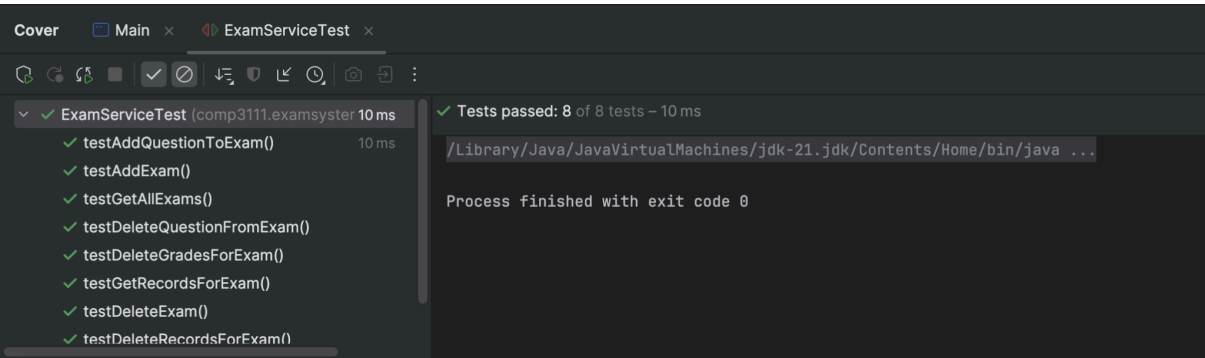 Cover Main ExamServiceTest
ExamServiceTest (comp3111.examsyster 10 ms
testAddQuestionToExam() 10 ms
testAddExam()
testGetAllExams()
testDeleteQuestionFromExam()
testDeleteGradesForExam()
testGetRecordsForExam()
testDeleteExam()
testDeleteRecordsForExam()
Tests passed: 8 of 8 tests – 10 ms
/Library/Java/JavaVirtualMachines/jdk-21.jdk/Contents/Home/bin/java ...
Process finished with exit code 0